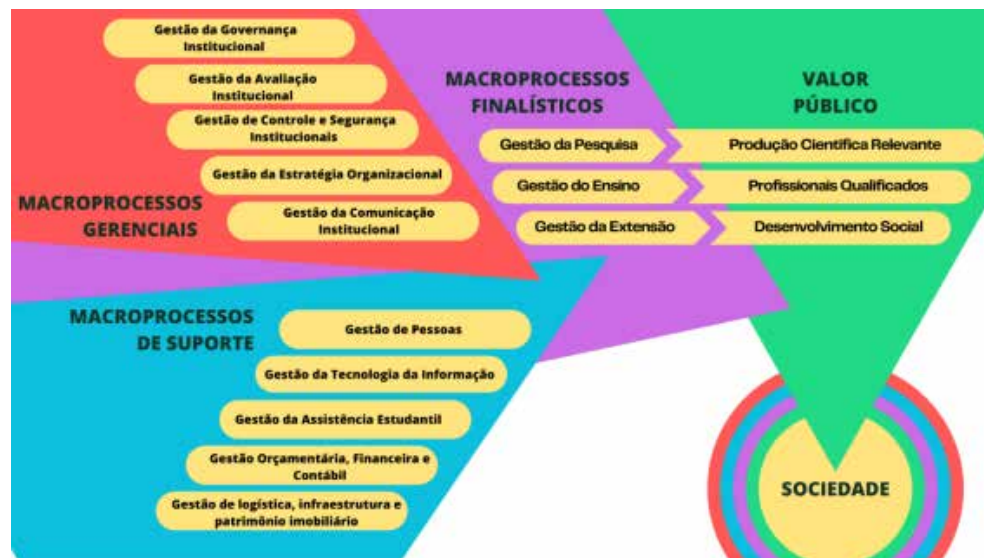 Gestão da Governança
Institucional
Gestão da Avaliação
Institucional
Gestão de Controle e Segurança
Institucionais
Gestão da Estratégia Organizacional
Gestão da Comunicação
Institucional
MACROPROCESSOS
GERENCIAIS
MACROPROCESSOS
FINALÍSTICOS
Gestão da Pesquisa
Gestão do Ensino
Gestão da Extensão
VALOR
PÚBLICO
Produção Científica Relevante
Profissionais Qualificados
Desenvolvimento Social
MACROPROCESSOS
DE SUPORTE
Gestão de Pessoas
Gestão da Tecnologia da Informação
Gestão da Assistência Estudantil
Gestão Orçamentária, Financeira e
Contábil
Gestão de logística, infraestrutura e
patrimônio imobiliário
SOCIEDADE